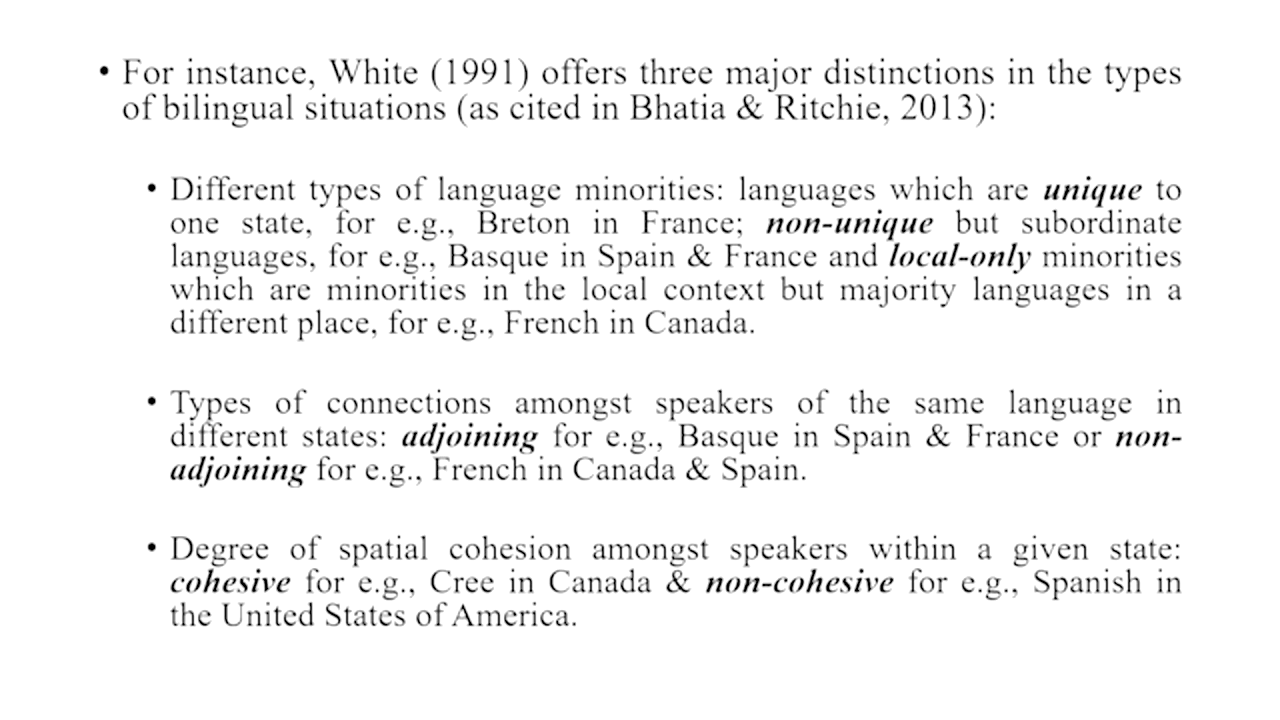 • For instance, White (1991) offers three major distinctions in the types
of bilingual situations (as cited in Bhatia & Ritchie, 2013):
• Different types of language minorities: languages which are unique to
one state, for e.g., Breton in France; non-unique but subordinate
languages, for e.g., Basque in Spain & France and local-only minorities
which are minorities in the local context but majority languages in a
different place, for e.g., French in Canada.
• Types of connections amongst speakers of the same language in
different states: adjoining for e.g., Basque in Spain & France or non-
adjoining for e.g., French in Canada & Spain.
• Degree of spatial cohesion amongst speakers within a given state:
cohesive for e.g., Cree in Canada & non-cohesive for e.g., Spanish in
the United States of America.